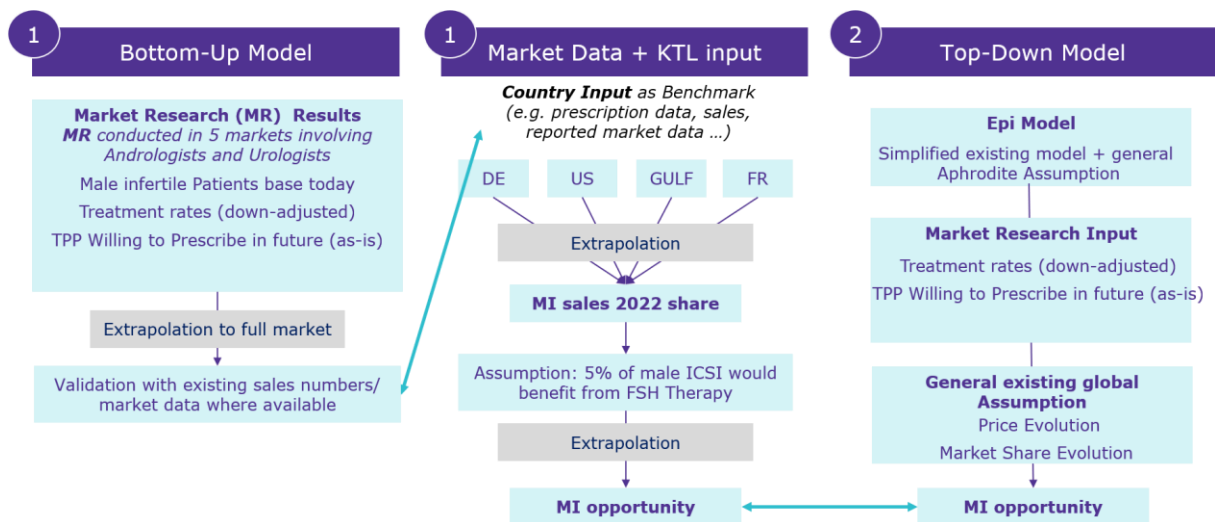 1
Bottom-Up Model
Market Research (MR) Results
MR conducted in 5 markets involving
Andrologists and Urologists
Male infertile Patients base today
Treatment rates (down-adjusted)
TPP Willing to Prescribe in future (as-is)
Extrapolation to full market
Validation with existing sales numbers/
market data where available
1
Market Data + KTL input
Country Input as Benchmark
(e.g. prescription data, sales,
reported market data …)
DE US GULF FR
Extrapolation
MI sales 2022 share
Assumption: 5% of male ICSI would
benefit from FSH Therapy
Extrapolation
MI opportunity
2
Top-Down Model
Epi Model
Simplified existing model + general
Aphrodite Assumption
Market Research Input
Treatment rates (down-adjusted)
TPP Willing to Prescribe in future (as-is)
General existing global
Assumption
Price Evolution
Market Share Evolution
MI opportunity